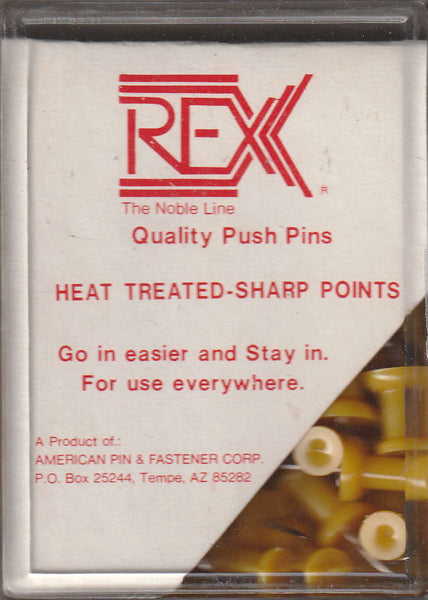 REX
R
The Noble Line
Quality Push Pins
HEAT TREATED-SHARP POINTS
Go in easier and Stay in.
For use everywhere.
A Product of.:
AMERICAN PIN & FASTENER CORP.
P.O. Box 25244, Tempe, AZ 85282